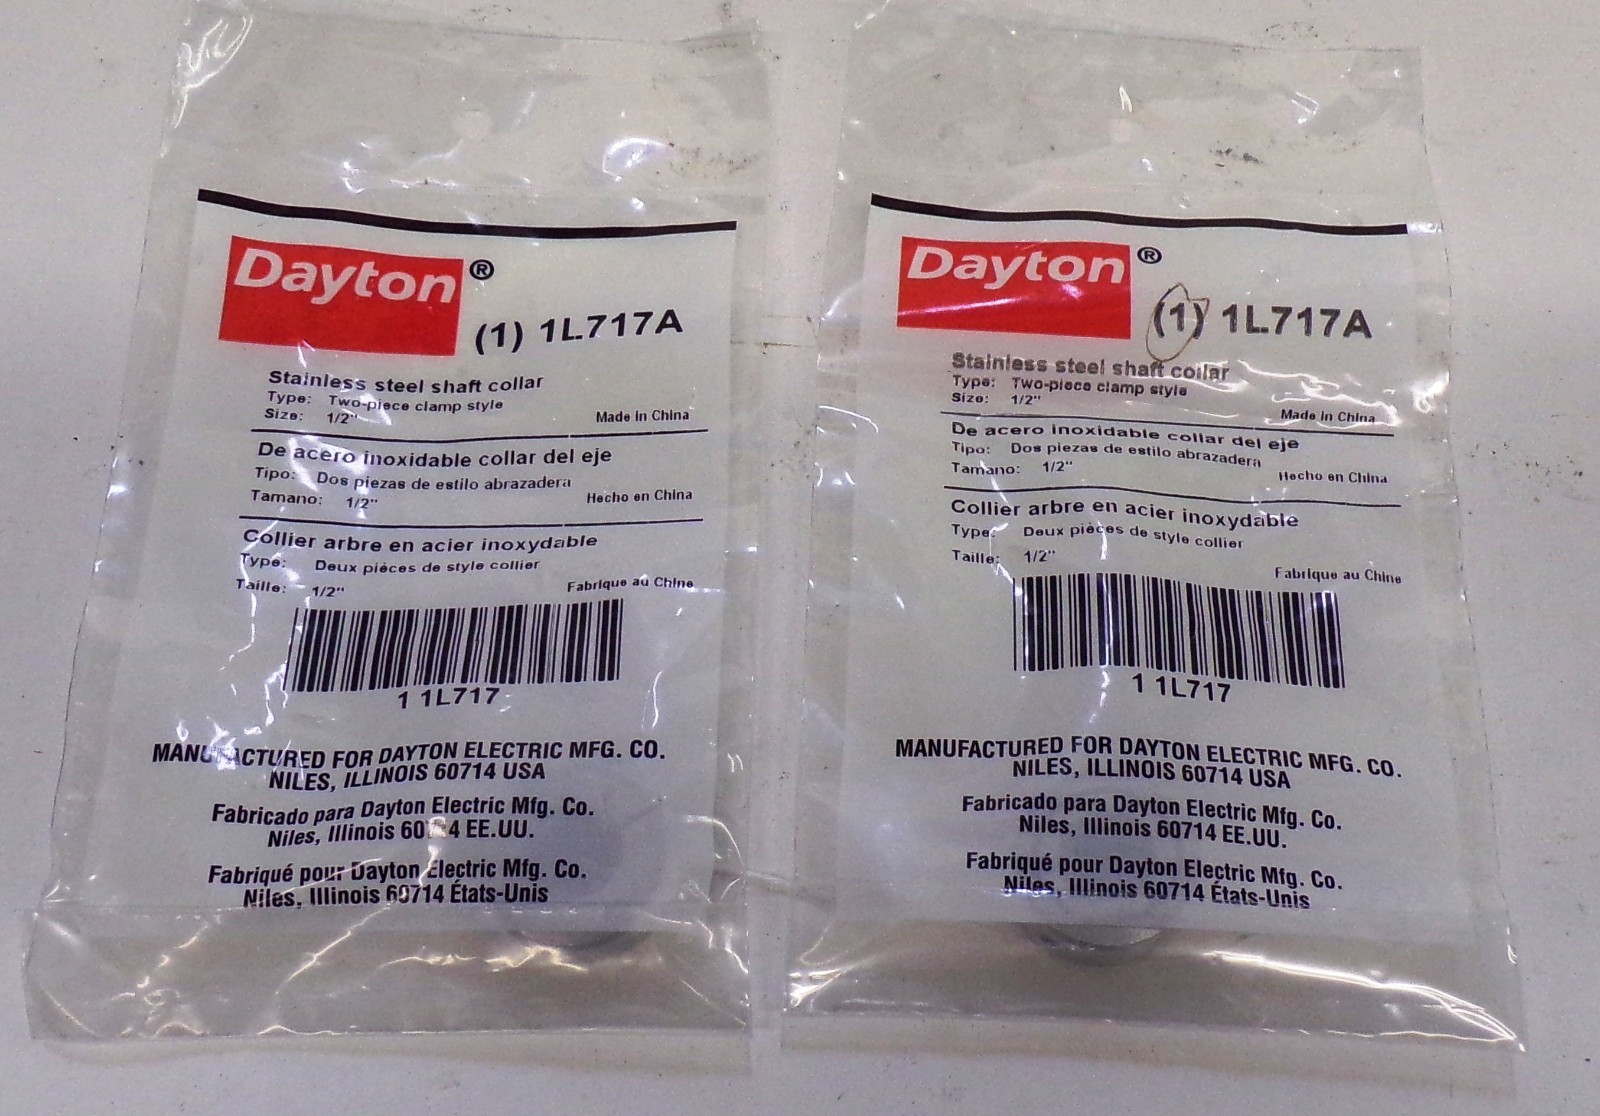 Dayton®
(1) 1L717A
Stainless steel shaft collar
Type: Two-piece clamp style
Size: 1/2"
Made in China
De acero inoxidable collar del eje
Tipo: Dos piezas de estilo abrazadera
Tamano: 1/2"
Hecho en China
Collier arbre en acier inoxydable
Type: Deux pièces de style collier
Taille: 1/2"
Fabrique au Chine
1 1L717
MANUFACTURED FOR DAYTON ELECTRIC MFG. CO.
NILES, ILLINOIS 60714 USA
Fabricado para Dayton Electric Mfg. Co.
Niles, Illinois 60714 EE.UU.
Fabriqué pour Dayton Electric Mfg. Co.
Niles, Illinois 60714 États-Unis
Dayton®
(1) 1L717A
Stainless steel shaft collar
Type: Two-piece clamp style
Size: 1/2"
Made in China
De acero inoxidable collar del eje
Tipo: Dos piezas de estilo abrazadera
Tamano: 1/2"
Hecho en China
Collier arbre en acier inoxydable
Type: Deux pièces de style collier
Taille: 1/2"
Fabrique au Chine
1 1L717
MANUFACTURED FOR DAYTON ELECTRIC MFG. CO.
NILES, ILLINOIS 60714 USA
Fabricado para Dayton Electric Mfg. Co.
Niles, Illinois 60714 EE.UU.
Fabriqué pour Dayton Electric Mfg. Co.
Niles, Illinois 60714 États-Unis